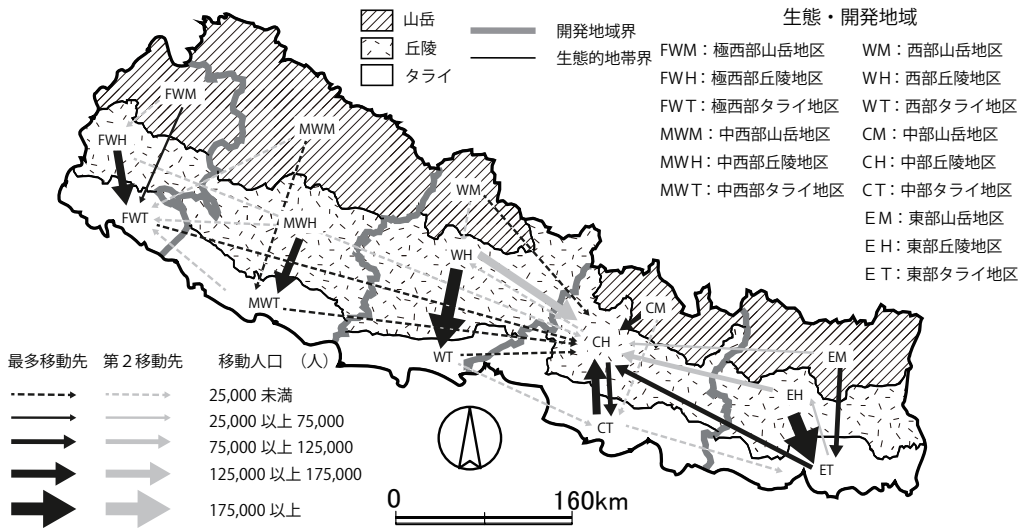 山岳
丘陵
タライ
開発地域界
生態的地帯界
生態・開発地域
FWM：極西部山岳地区
FWH：極西部丘陵地区
FWT：極西部タライ地区
MWM：中西部山岳地区
MWH：中西部丘陵地区
MWT：中西部タライ地区
WM：西部山岳地区
WH：西部丘陵地区
WT：西部タライ地区
CM：中部山岳地区
CH：中部丘陵地区
CT：中部タライ地区
EM：東部山岳地区
EH：東部丘陵地区
ET：東部タライ地区
FWM
FWH
MWM
WM
FWT
MWH
WH
MWT
CM
CH
WT
EM
EH
CT
ET
最多移動先 第２移動先 移動人口 （人）
25,000 未満
25,000 以上 75,000
75,000 以上 125,000
125,000 以上 175,000
175,000 以上
0 160km